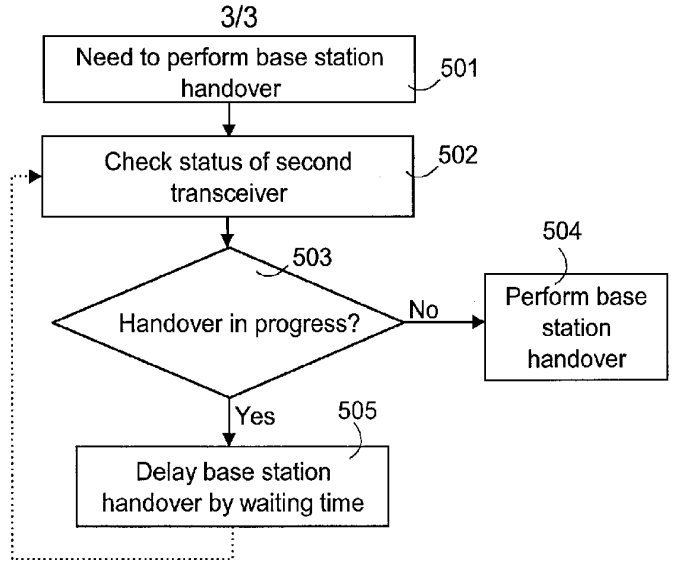 3/3
Need to perform base station
handover
501
Check status of second
transceiver
502
503
Handover in progress?
No
504
Perform base
station
handover
Yes
505
Delay base station
handover by waiting time